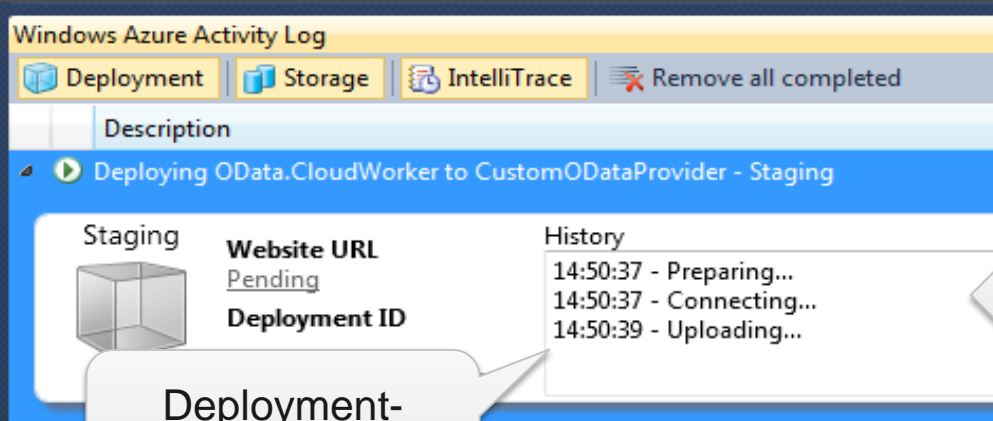 Windows Azure Activity Log
Deployment Storage IntelliTrace Remove all completed
Description
Deploying OData.CloudWorker to CustomODataProvider - Staging
Staging
Website URL
Pending
Deployment ID
History
14:50:37 - Preparing...
14:50:37 - Connecting...
14:50:39 - Uploading...
Deployment-